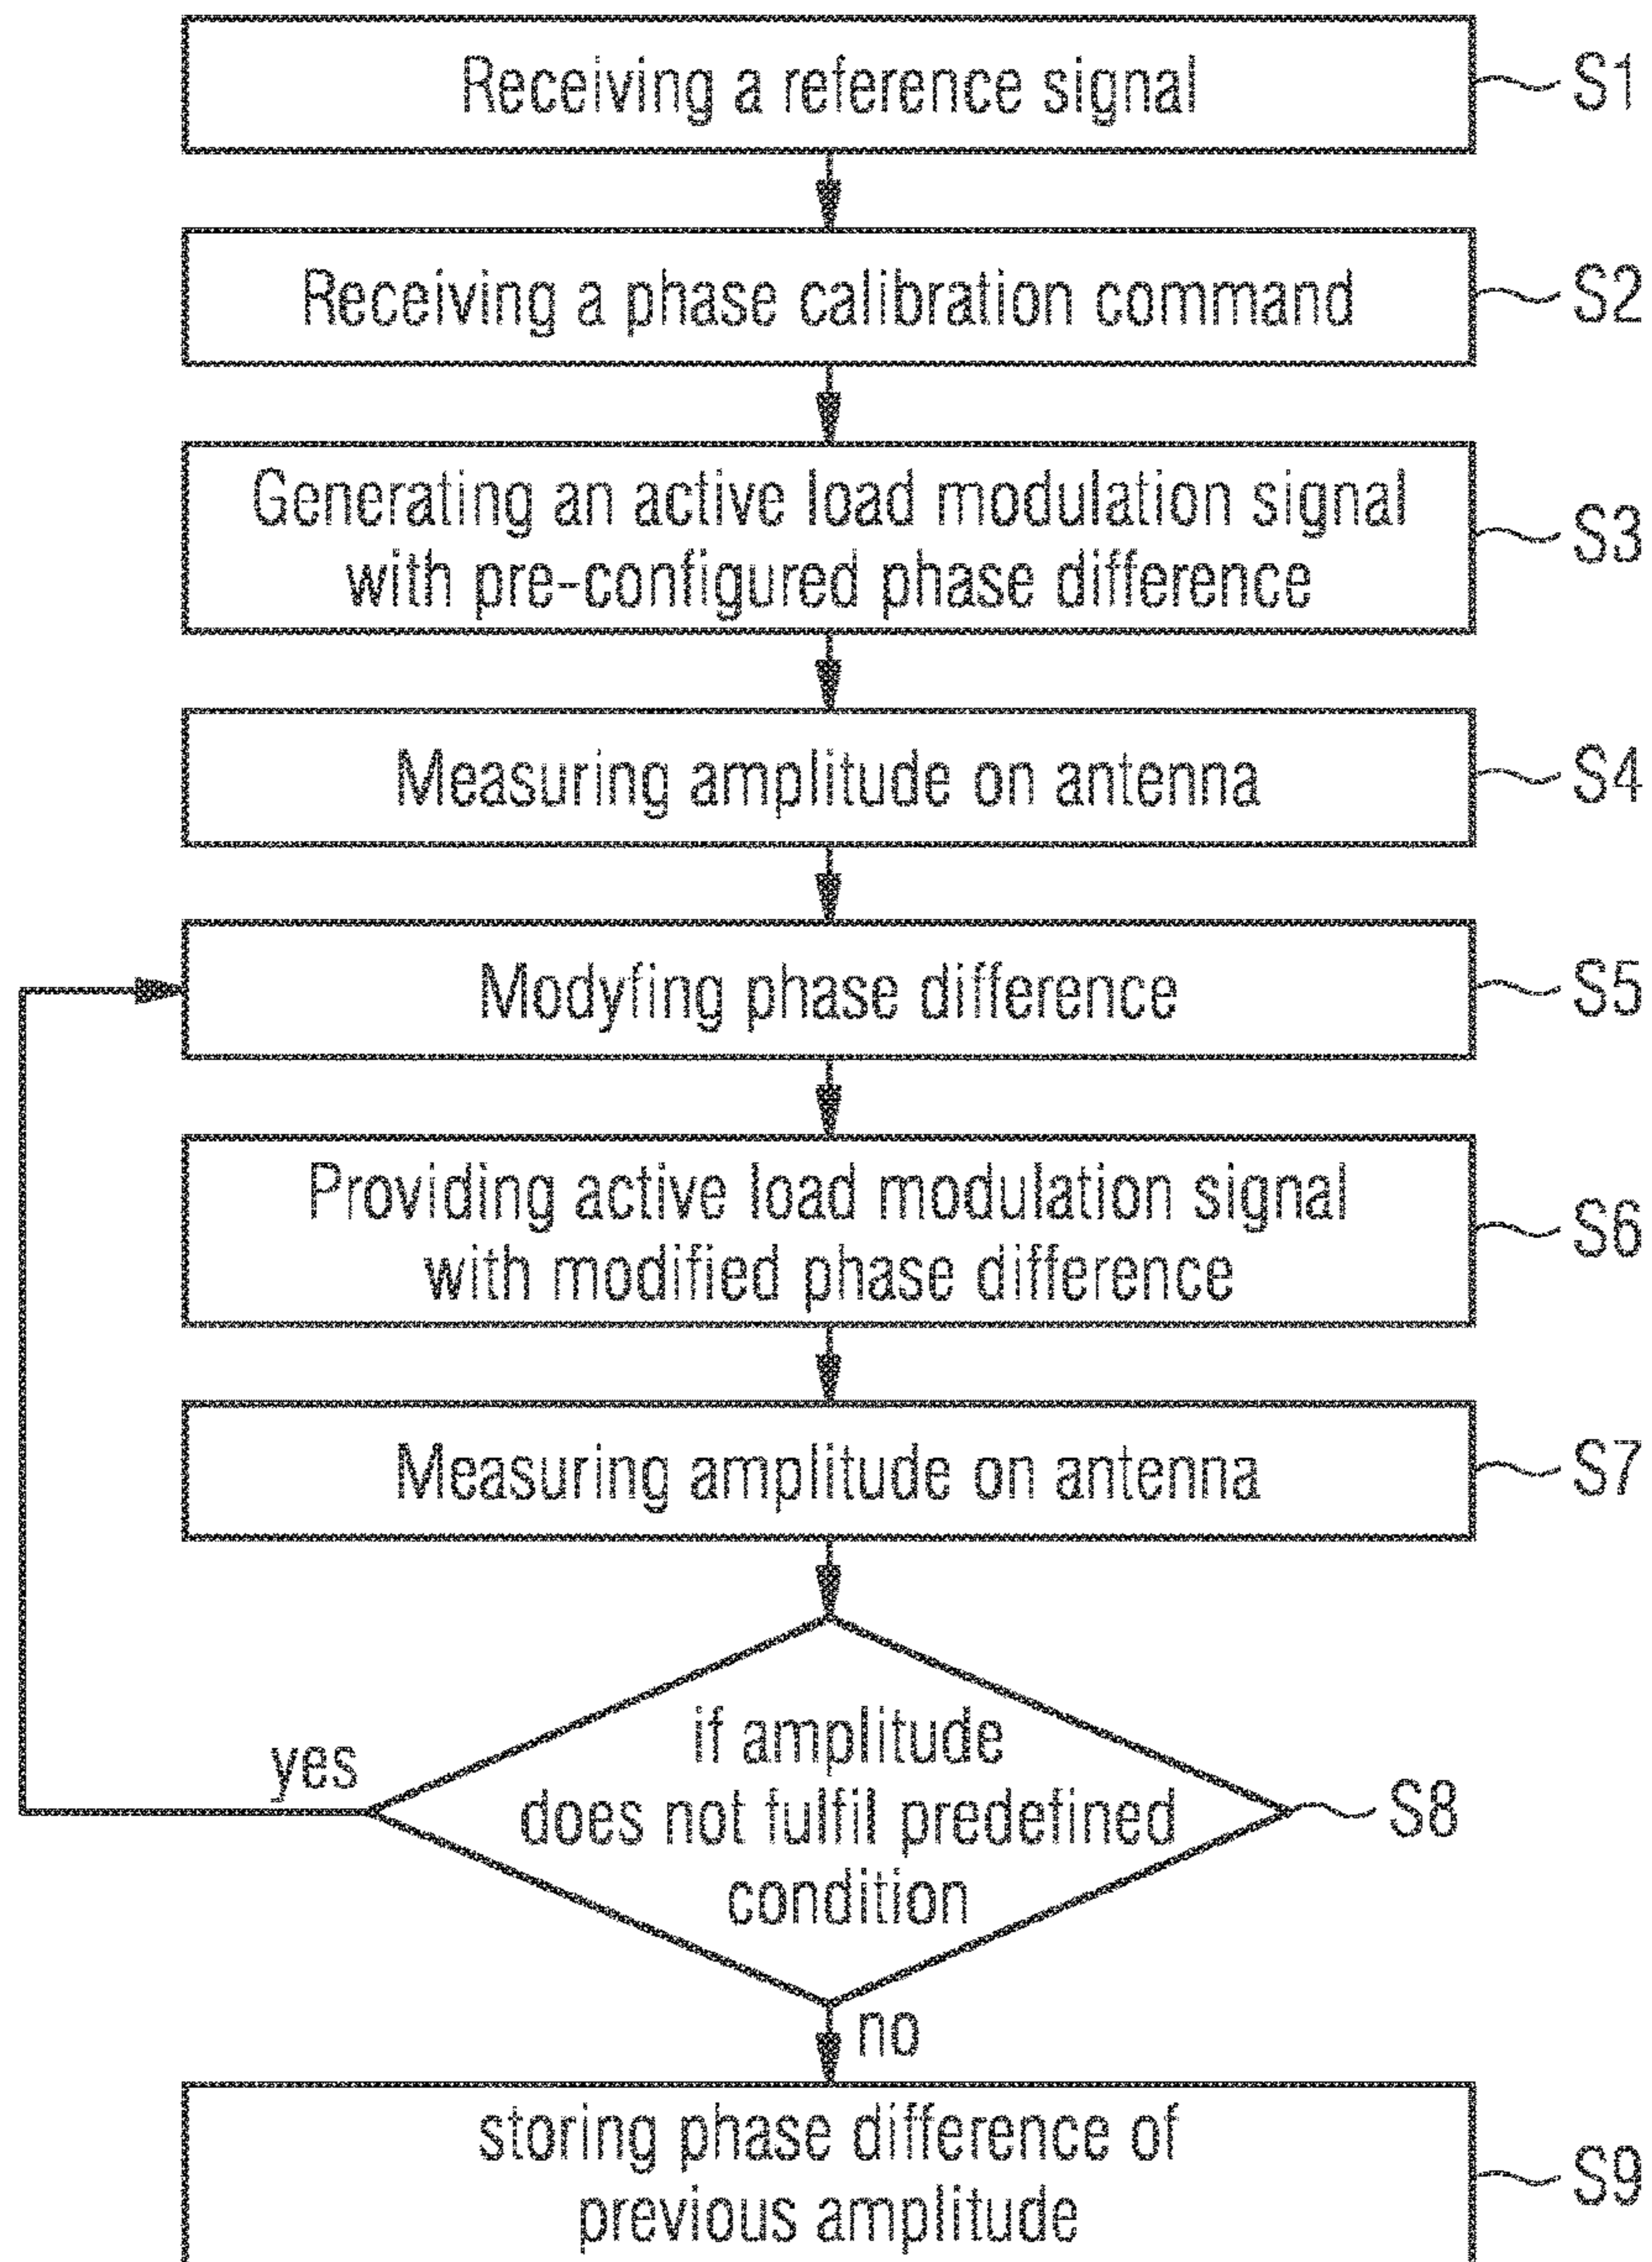 Receiving a reference signal
S1
Receiving a phase calibration command
S2
Generating an active load modulation signal
with pre-configured phase difference
S3
Measuring amplitude on antenna
S4
Modyfing phase difference
S5
Providing active load modulation signal
with modified phase difference
S6
Measuring amplitude on antenna
S7
if amplitude
does not fulfil predefined
condition
S8
yes
no
storing phase difference of
previous amplitude
S9